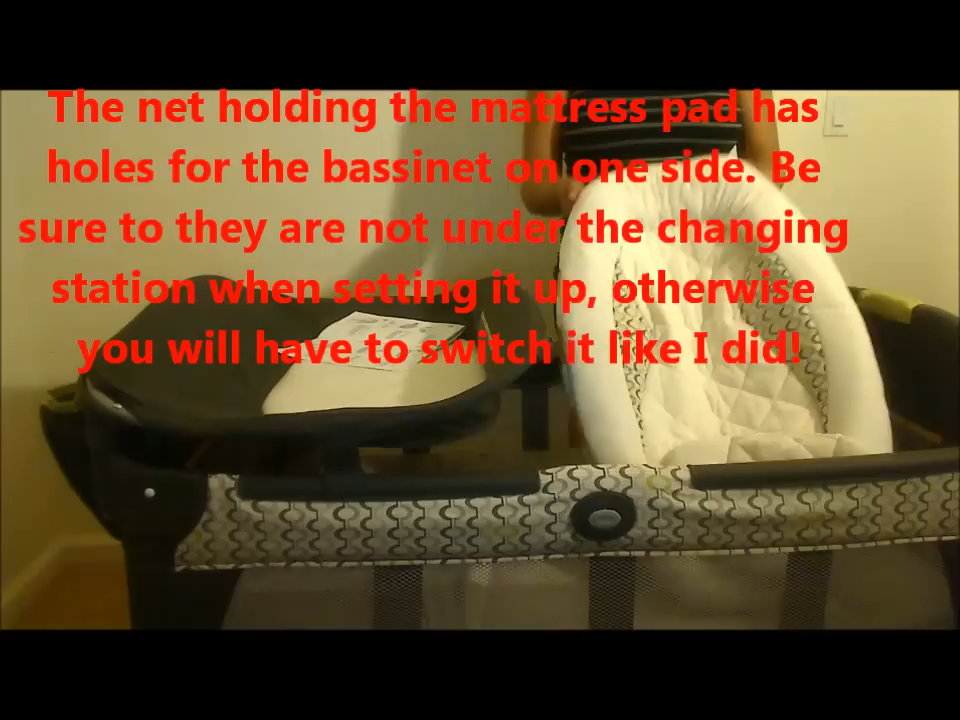 The net holding the mattress pad has
holes for the bassinet on one side. Be
sure to they are not under the changing
station when setting it up, otherwise
you will have to switch it like I did!